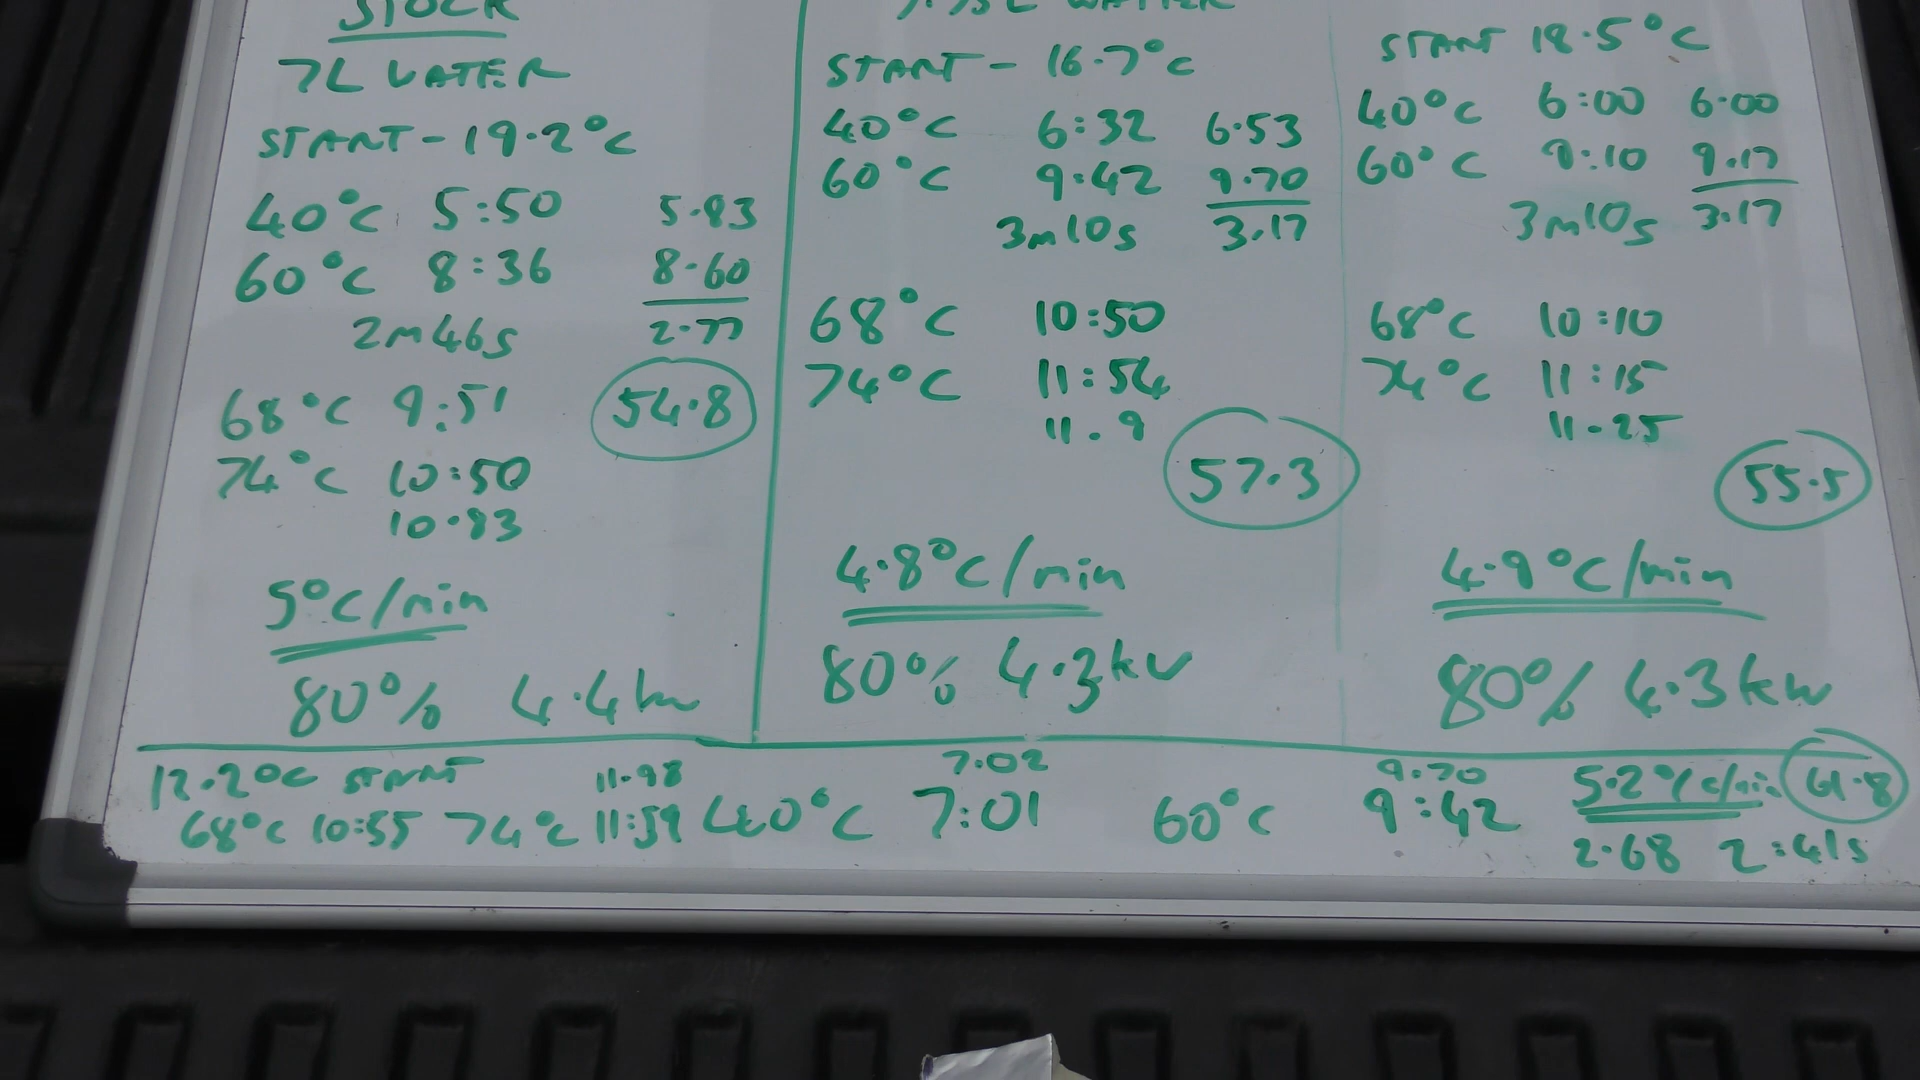 STOCK
7L WATER
START - 19.2°C
40°C 5:50 5.83
60°C 8:36 8.60
2m46s 2.77
68°C 9:51 54.8
74°C 10:50
10.83
5°C/min
80% 4.4kw
WATER
START - 16.7°C
40°C 6:32 6.53
60°C 9:42 9.70
3m10s 3.17
68°C 10:50
74°C 11:54
11.9
57.3
4.8°C/min
80% 4.3kw
START 18.5°C
40°C 6:00 6.00
60°C 9:10 9.17
3m10s 3.17
68°C 10:10
74°C 11:15
11.25
55.5
4.9°C/min
80% 4.3kw
12.2°C START 11.98 7.02 9.70 5.2°C/min 61.8
68°C 10:55 74°C 11:59 40°C 7:01 60°C 9:42
2.68 2:41s